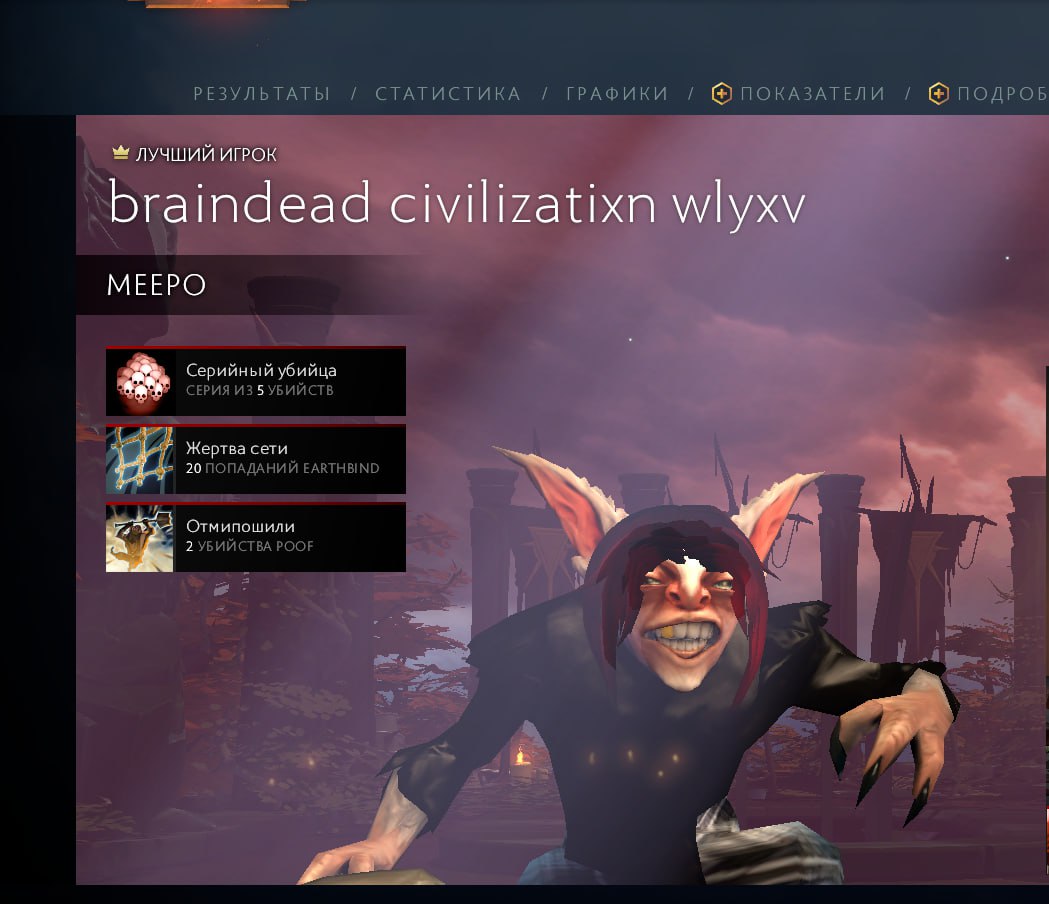 РЕЗУЛЬТАТЫ / СТАТИСТИКА / ГРАФИКИ / ПОКАЗАТЕЛИ / ПОДРОБ
ЛУЧШИЙ ИГРОК
braindead civilizatixn wlyxv
MEEPO
Серийный убийца
СЕРИЯ ИЗ 5 УБИЙСТВ
Жертва сети
20 ПОПАДАНИЙ EARTHBIND
Отмипошили
2 УБИЙСТВА POOF